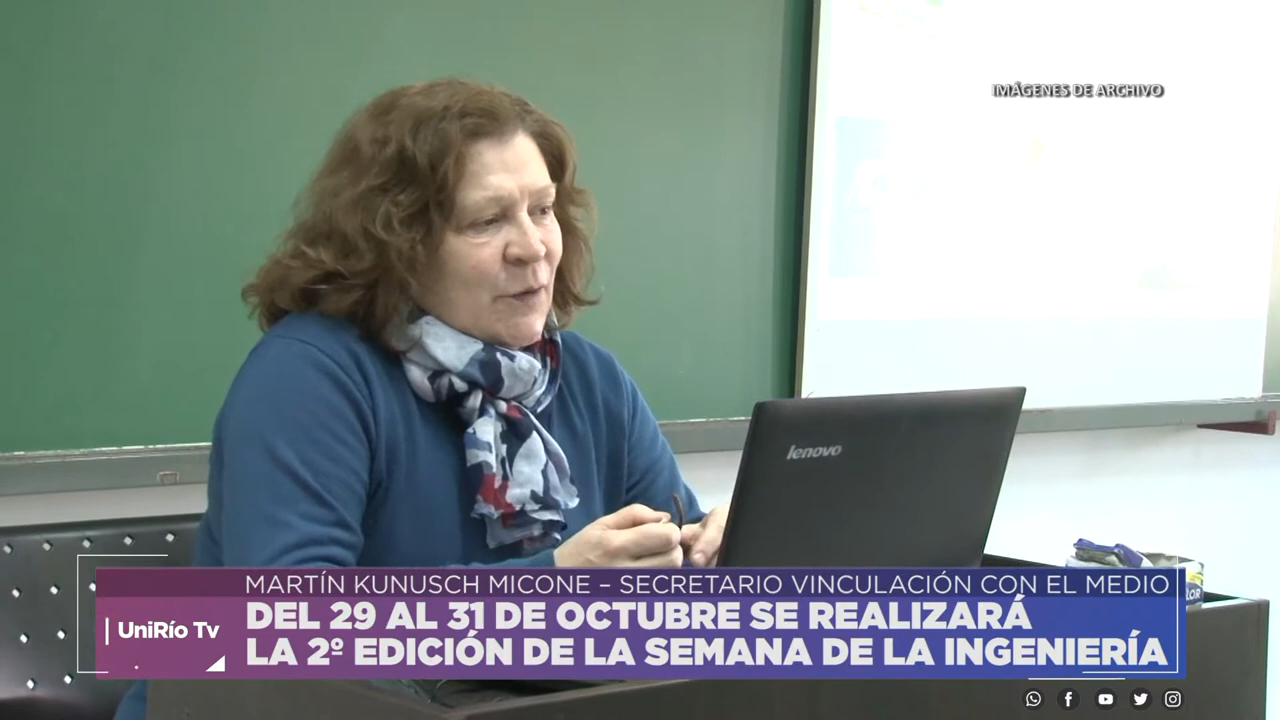 IMÁGENES DE ARCHIVO
lenovo
MARTÍN KUNUSCH MICONE – SECRETARIO VINCULACIÓN CON EL MEDIO
UniRío Tv
DEL 29 AL 31 DE OCTUBRE SE REALIZARÁ
LA 2º EDICIÓN DE LA SEMANA DE LA INGENIERÍA